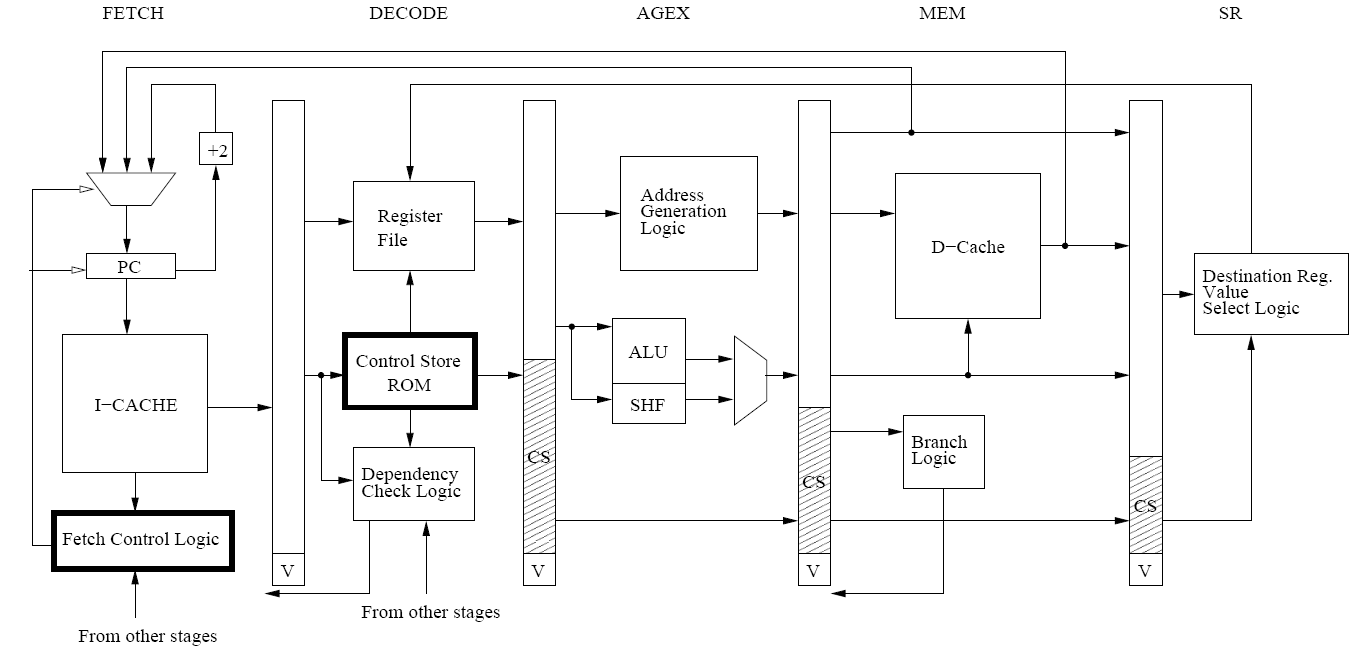 FETCH
DECODE
AGEX
MEM
SR
+2
PC
I-CACHE
Fetch Control Logic
From other stages
V
Register
File
Control Store
ROM
Dependency
Check Logic
From other stages
CS
V
Address
Generation
Logic
ALU
SHF
CS
V
D-Cache
Branch
Logic
CS
V
Destination Reg.
Value
Select Logic